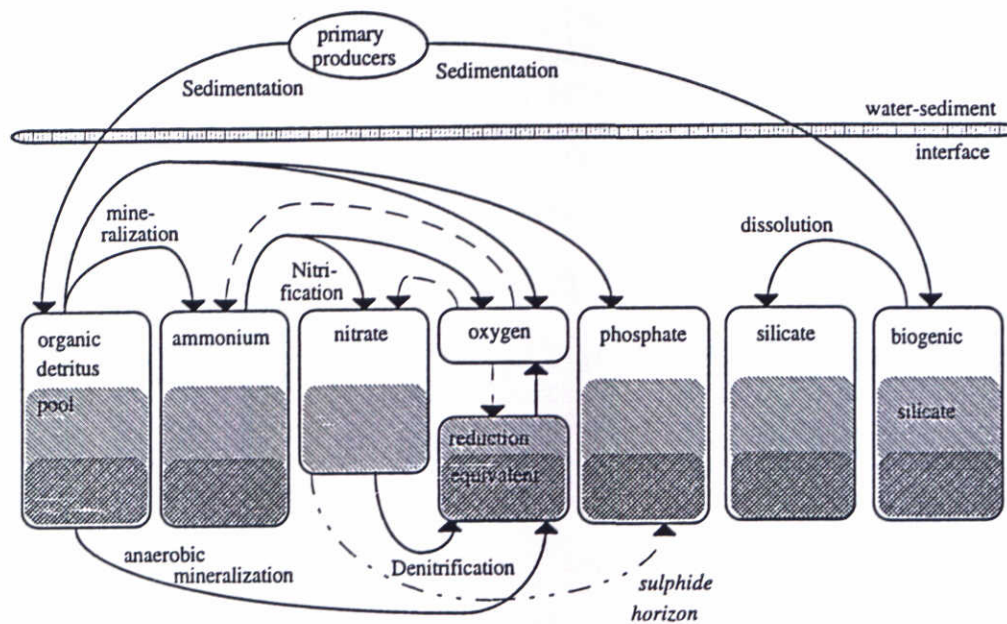 primary
producers
Sedimentation
Sedimentation
water-sediment
interface
mine-
ralization
dissolution
Nitri-
fication
organic
detritus
pool
ammonium
nitrate
oxygen
phosphate
silicate
biogenic
silicate
reduction
equivalent
anaerobic
mineralization
Denitrification
sulphide
horizon